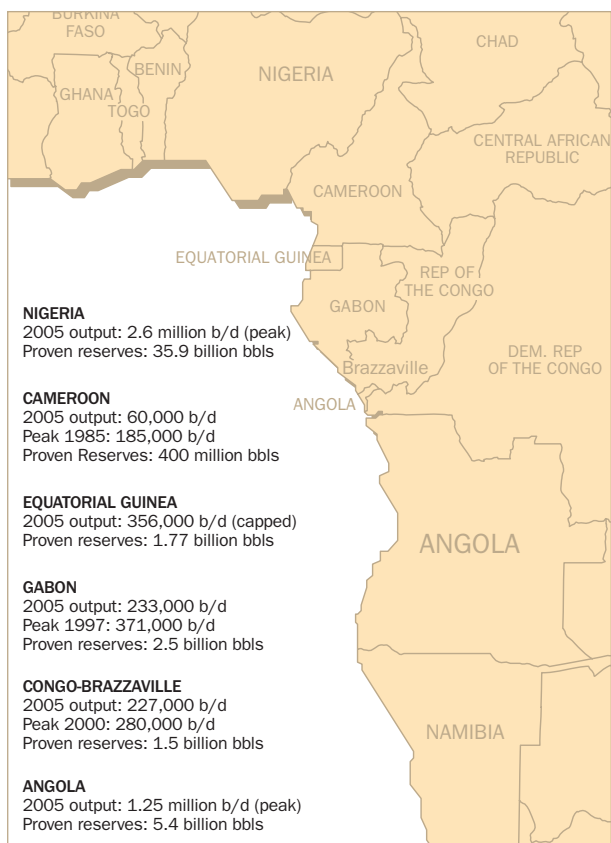 BURKINA
FASO
CHAD
BENIN
NIGERIA
GHANA
TOGO
CENTRAL AFRICAN
REPUBLIC
CAMEROON
EQUATORIAL GUINEA
REP OF
THE CONGO
GABON
DEM. REP
OF THE CONGO
Brazzaville
ANGOLA
ANGOLA
NAMIBIA
NIGERIA
2005 output: 2.6 million b/d (peak)
Proven reserves: 35.9 billion bbls
CAMEROON
2005 output: 60,000 b/d
Peak 1985: 185,000 b/d
Proven Reserves: 400 million bbls
EQUATORIAL GUINEA
2005 output: 356,000 b/d (capped)
Proven reserves: 1.77 billion bbls
GABON
2005 output: 233,000 b/d
Peak 1997: 371,000 b/d
Proven reserves: 2.5 billion bbls
CONGO-BRAZZAVILLE
2005 output: 227,000 b/d
Peak 2000: 280,000 b/d
Proven reserves: 1.5 billion bbls
ANGOLA
2005 output: 1.25 million b/d (peak)
Proven reserves: 5.4 billion bbls